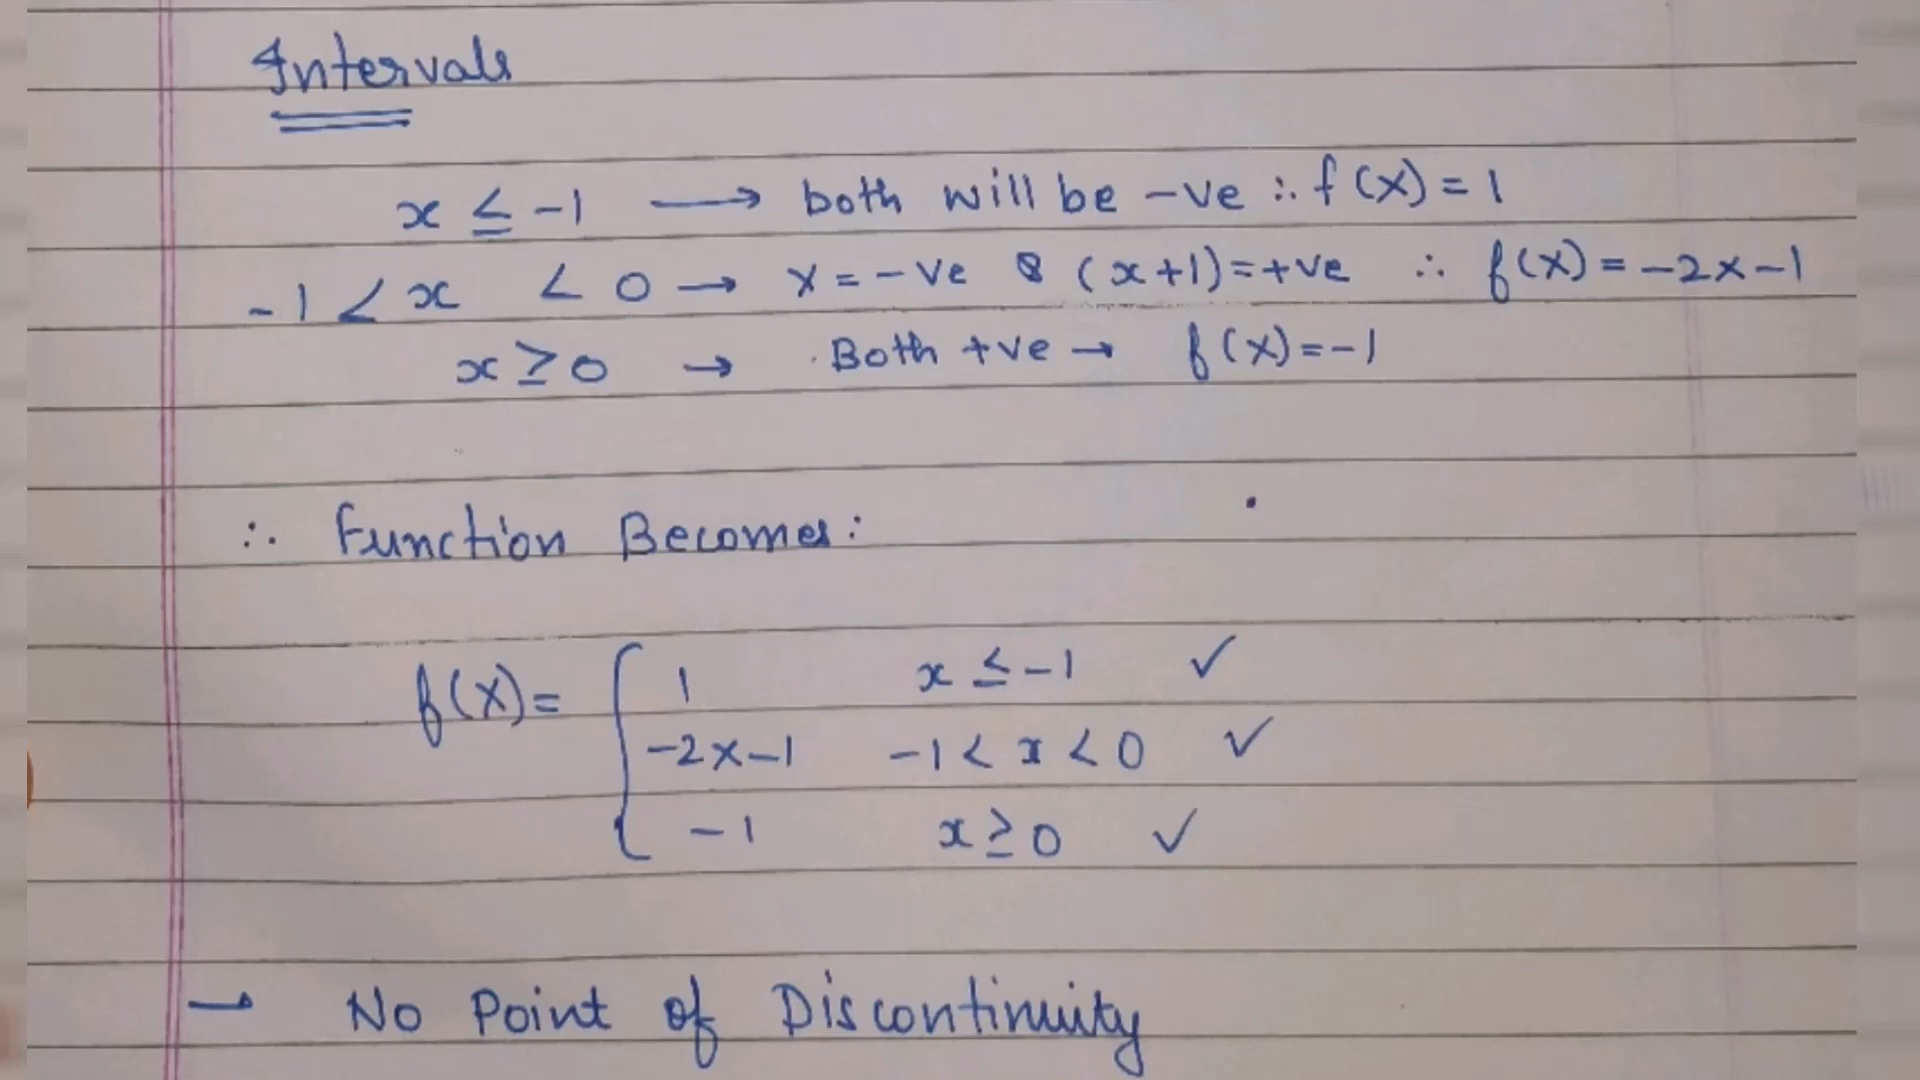 Intervals
x ≤ -1 → both will be -ve ∴ f(x) = 1
-1 < x < 0 → x = -ve & (x+1) = +ve ∴ f(x) = -2x-1
x ≥ 0 → Both +ve → f(x) = -1
∴ Function Becomes:
f(x) = { 1 x ≤ -1 ✓
-2x-1 -1 < x < 0 ✓
-1 x ≥ 0 ✓
→ No Point of Discontinuity